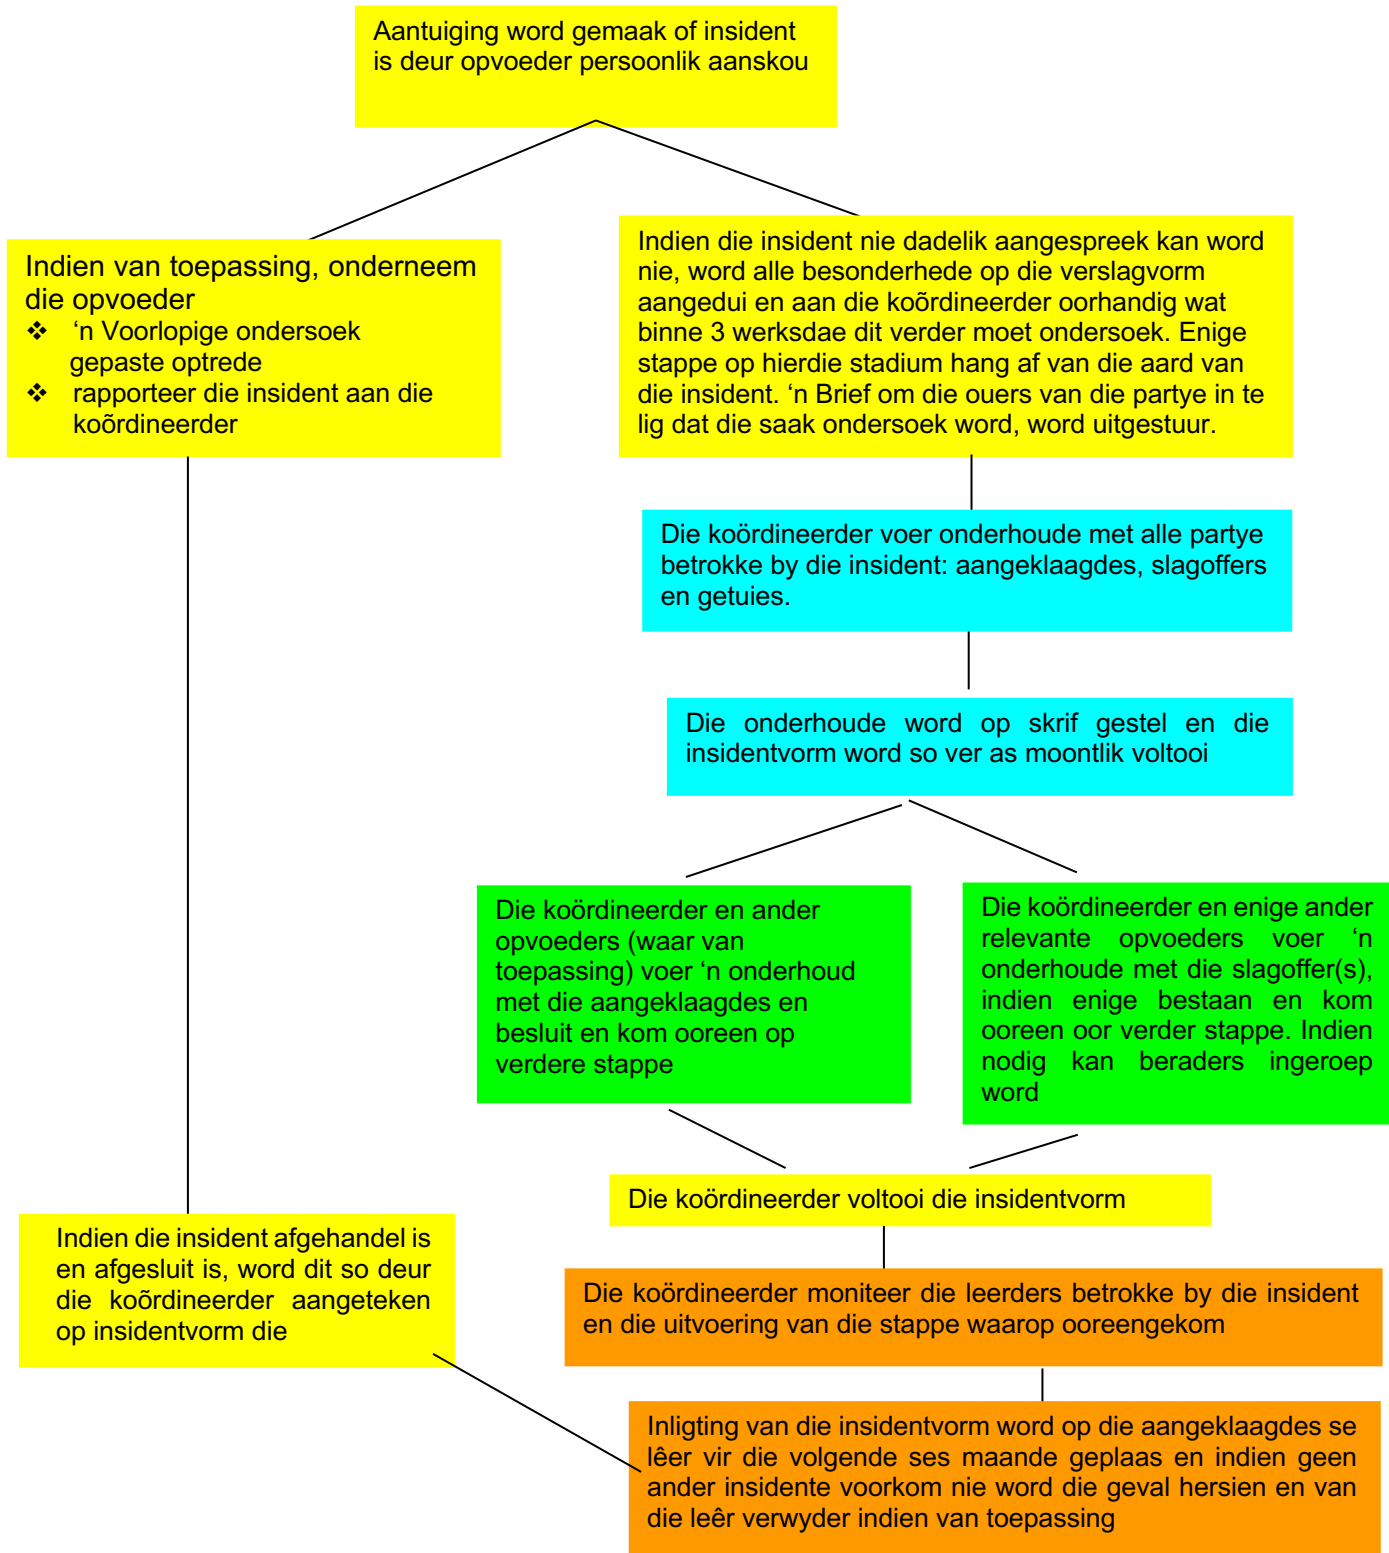 Aantuiging word gemaak of insident
is deur opvoeder persoonlik aanskou
Indien van toepassing, onderneem
die opvoeder
❖ ‘n Voorlopige ondersoek
gepaste optrede
❖ rapporteer die insident aan die
koõrdineerder
Indien die insident nie dadelik aangespreek kan word
nie, word alle besonderhede op die verslagvorm
aangedui en aan die koõrdineerder oorhandig wat
binne 3 werksdae dit verder moet ondersoek. Enige
stappe op hierdie stadium hang af van die aard van
die insident. ‘n Brief om die ouers van die partye in te
lig dat die saak ondersoek word, word uitgestuur.
Die koördineerder voer onderhoude met alle partye
betrokke by die insident: aangeklaagdes, slagoffers
en getuies.
Die onderhoude word op skrif gestel en die
insidentvorm word so ver as moontlik voltooi
Die koördineerder en ander
opvoeders (waar van
toepassing) voer ‘n onderhoud
met die aangeklaagdes en
besluit en kom ooreen op
verdere stappe
Die koördineerder en enige ander
relevante opvoeders voer ‘n
onderhoude met die slagoffer(s),
indien enige bestaan en kom
ooreen oor verder stappe. Indien
nodig kan beraders ingeroep
word
Die koördineerder voltooi die insidentvorm
Indien die insident afgehandel is
en afgesluit is, word dit so deur
die koõrdineerder aangeteken
op insidentvorm die
Die koördineerder moniteer die leerders betrokke by die insident
en die uitvoering van die stappe waarop ooreengekom
Inligting van die insidentvorm word op die aangeklaagdes se
lêer vir die volgende ses maande geplaas en indien geen
ander insidente voorkom nie word die geval hersien en van
die leêr verwyder indien van toepassing